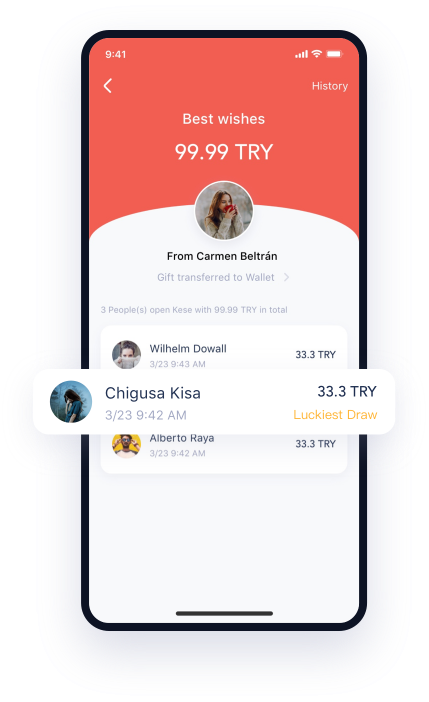 9:41
History
Best wishes
99.99 TRY
From Carmen Beltrán
Gift transferred to Wallet
3 People(s) open Kese with 99.99 TRY in total
Wilhelm Dowall
33.3 TRY
3/23 9:43 AM
Chigusa Kisa
33.3 TRY
3/23 9:42 AM
Luckiest Draw
Alberto Raya
33.3 TRY
3/23 9:42 AM